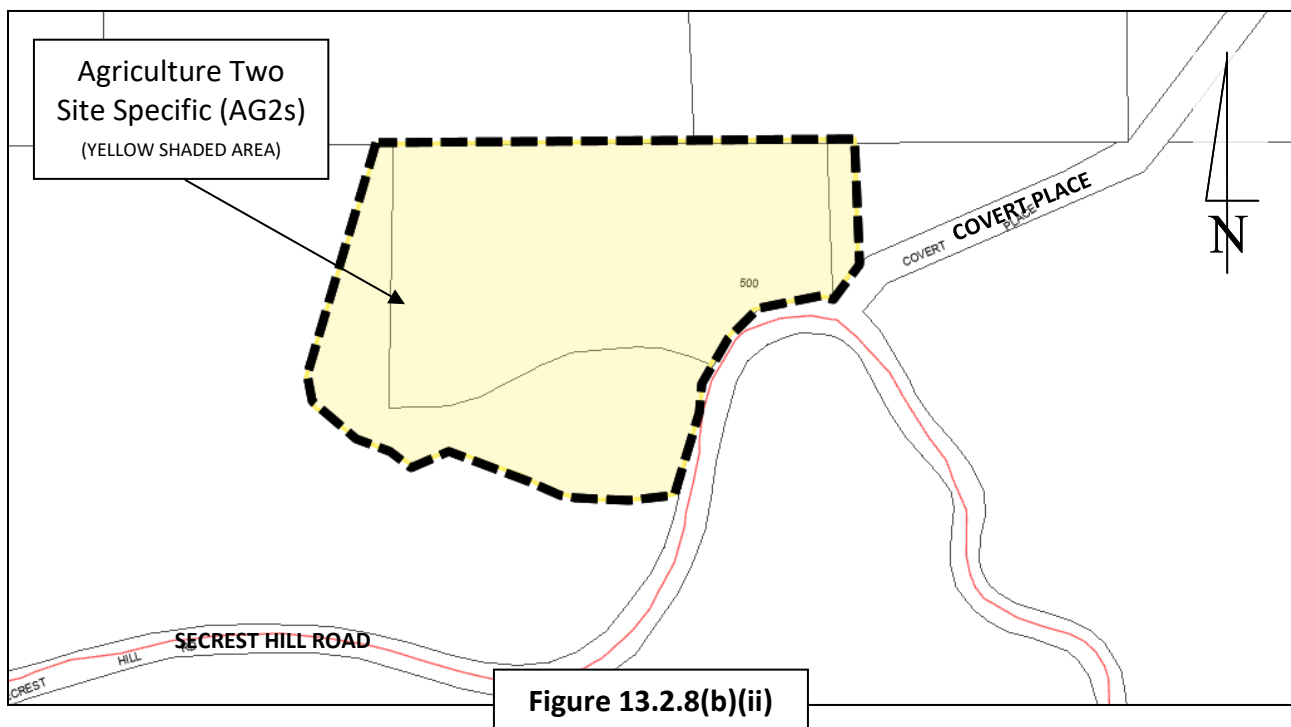 Agriculture Two
Site Specific (AG2s)
(YELLOW SHADED AREA)
COVERT PLACE
COVERT PLACE
N
500
SECREST HILL ROAD
HILL RD
ECREST
Figure 13.2.8(b)(ii)